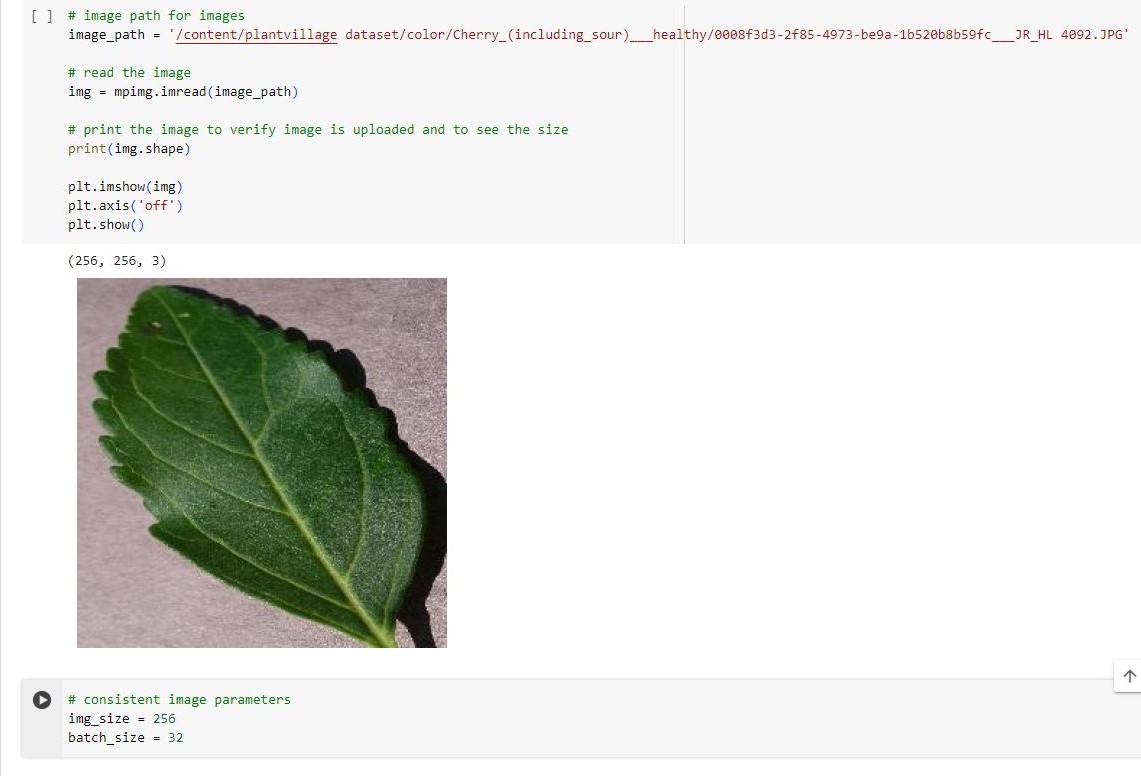 [ ] # image path for images
image_path = '/content/plantvillage dataset/color/Cherry_(including_sour)___healthy/0008f3d3-2f85-4973-be9a-1b520b8b59fc___JR_HL 4092.JPG'
# read the image
img = mpimg.imread(image_path)
# print the image to verify image is uploaded and to see the size
print(img.shape)
plt.imshow(img)
plt.axis('off')
plt.show()
(256, 256, 3)
# consistent image parameters
img_size = 256
batch_size = 32